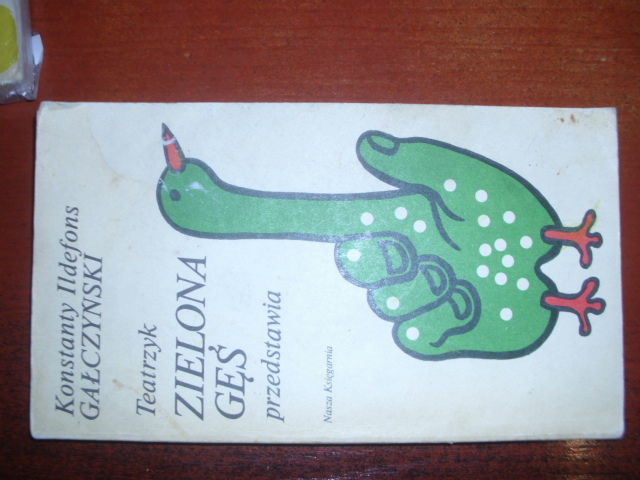 Konstanty Ildefons
GAŁCZYŃSKI
Teatrzyk
ZIELONA
GĘŚ
przedstawia
Nasza Księgarnia